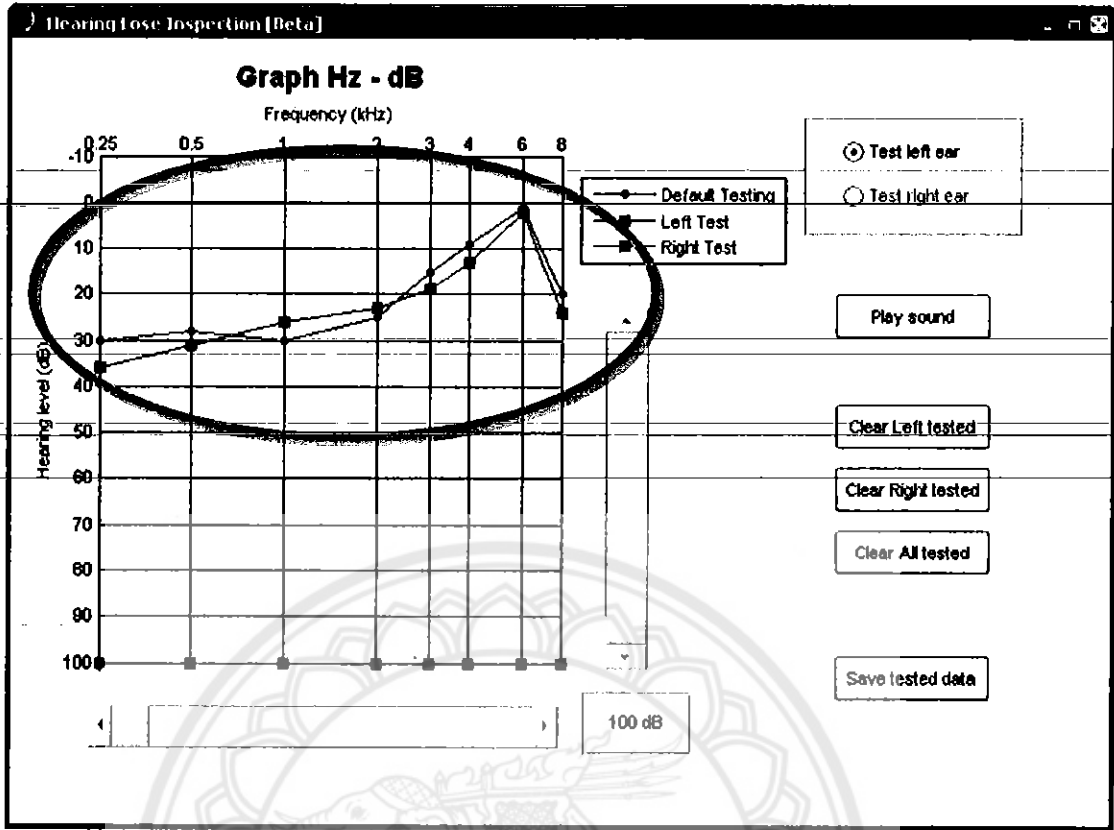 Hearing Lose Inspection [Beta]
Graph Hz - dB
Frequency (kHz)
0.25 0.5 1 2 3 4 6 8
-10
0
10
20
30
40
50
60
70
80
90
100
Hearing level (dB)
Default Testing
Left Test
Right Test
Test left ear
Test right ear
Play sound
Clear Left tested
Clear Right tested
Clear All tested
Save tested data
100 dB